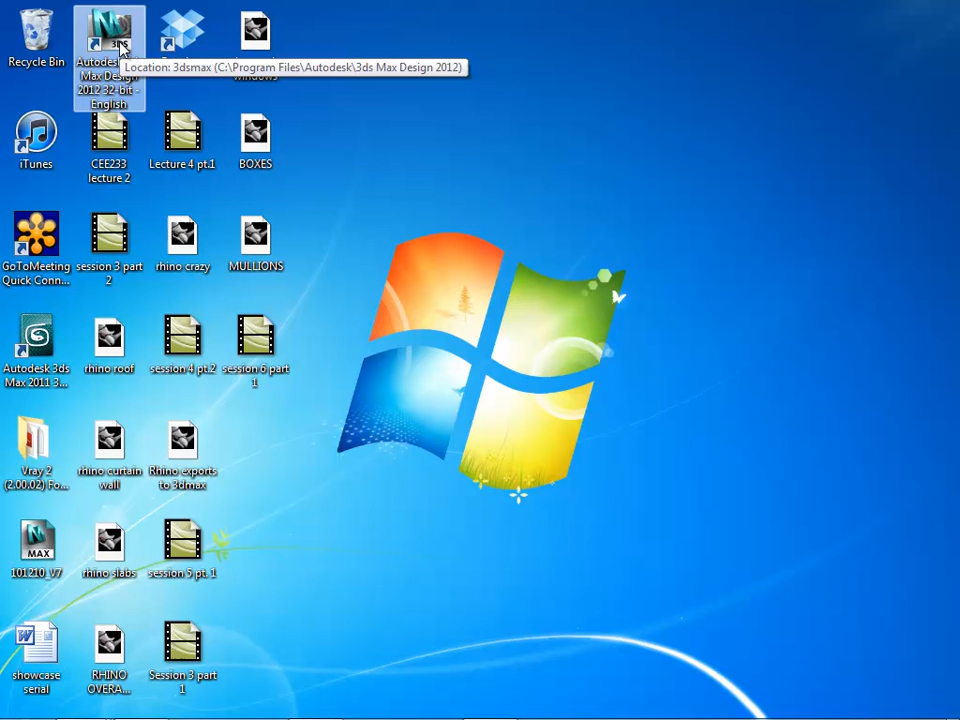 Recycle Bin
3DS
Autodesk
Max Design
2012 32-bit -
English
Location: 3dsmax (C:\Program Files\Autodesk\3ds Max Design 2012)
windows
iTunes
CEE233
lecture 2
Lecture 4 pt.1
BOXES
GoToMeeting
Quick Conn...
session 3 part
2
rhino crazy
MULLIONS
Autodesk 3ds
Max 2011 3...
rhino roof
session 4 pt.2
session 6 part
1
Vray 2
(2.00.02) Fo...
rhino curtain
wall
Rhino exports
to 3dmax
MAX
101210_V7
rhino slabs
session 5 pt. 1
showcase
serial
RHINO
OVERA...
Session 3 part
1